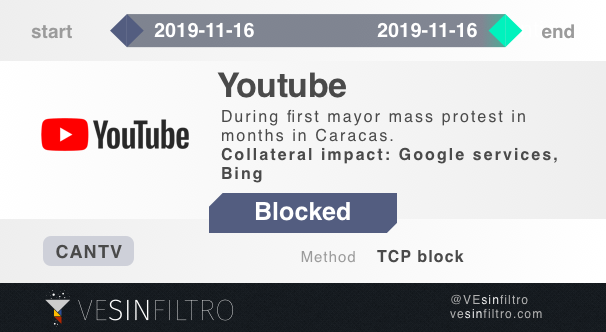 start 2019-11-16 2019-11-16 end
Youtube
YouTube
During first mayor mass protest in
months in Caracas.
Collateral impact: Google services,
Bing
Blocked
CANTV
Method TCP block
VESINFILTRO
@VEsinfiltro
vesinfiltro.com